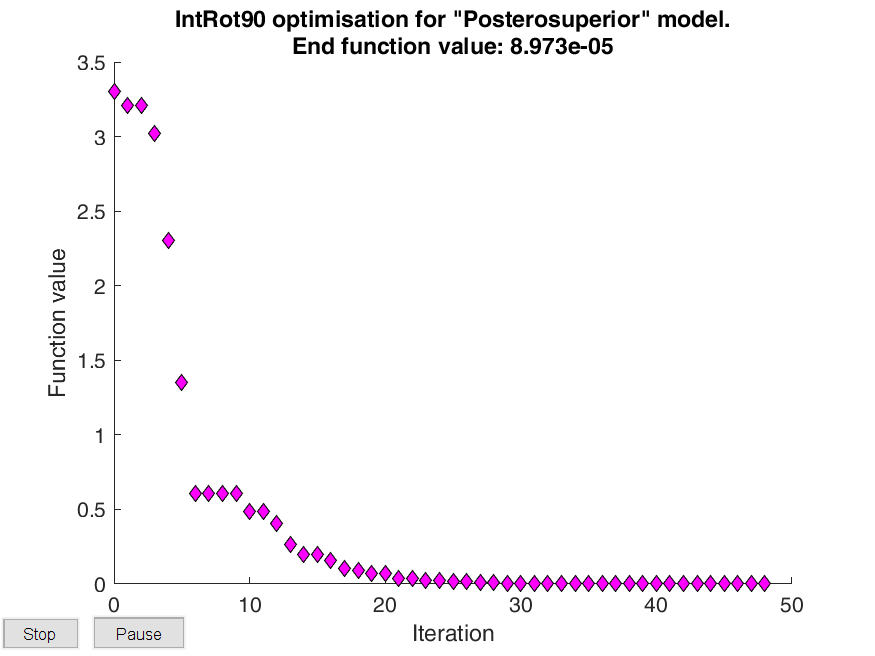 IntRot90 optimisation for "Posterosuperior" model.
End function value: 8.973e-05
3.5
3
2.5
2
1.5
1
0.5
0
Function value
0 10 20 30 40 50
Iteration
Stop Pause